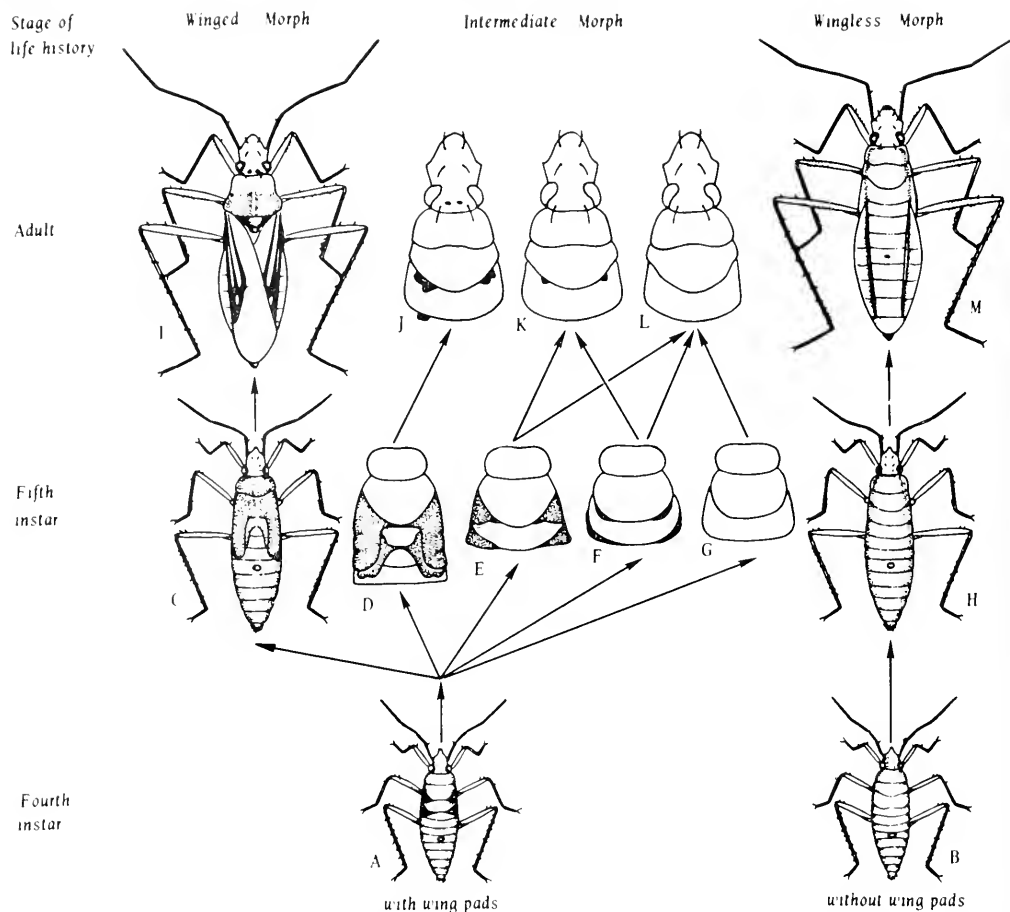 Stage of
life history
Winged Morph
Intermediate Morph
Wingless Morph
Adult
I
J
K
L
M
Fifth
instar
C
D
E
F
G
H
Fourth
instar
A
B
with wing pads
without wing pads